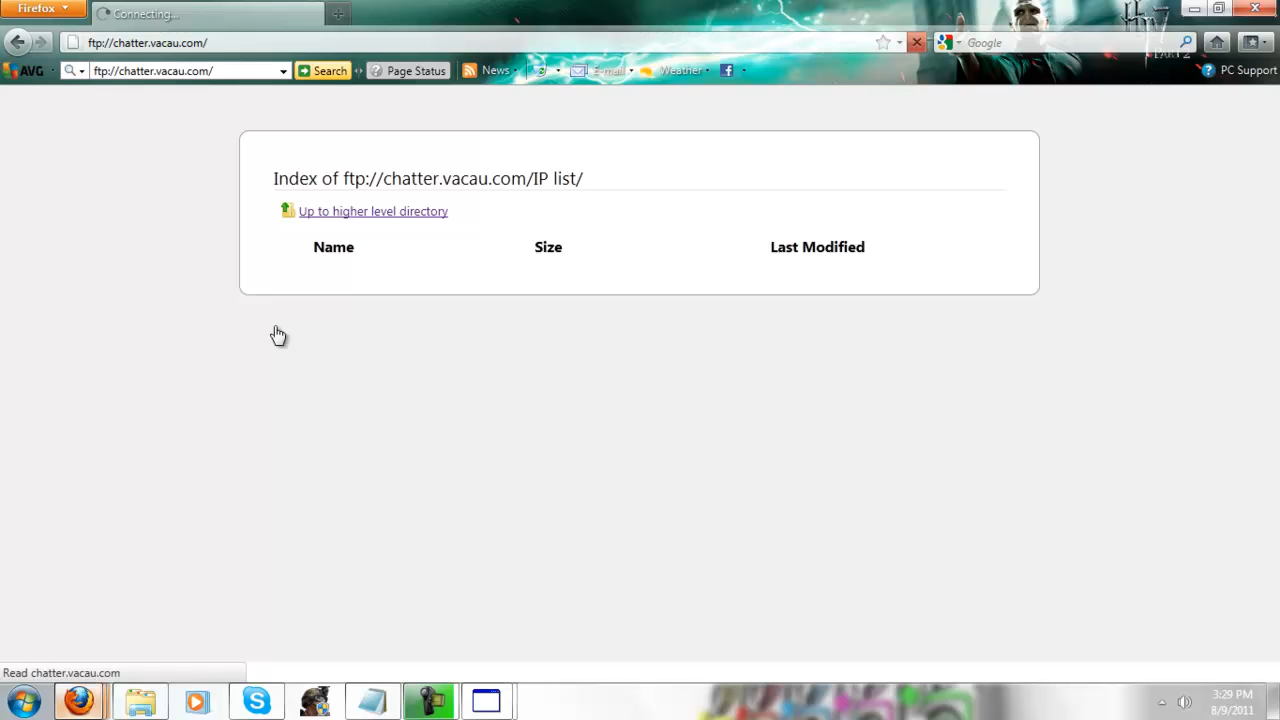 Firefox
Connecting...
ftp://chatter.vacau.com/
Google
AVG
ftp://chatter.vacau.com/
Search
Page Status
News
E-mail
Weather
PC Support
Index of ftp://chatter.vacau.com/IP list/
Up to higher level directory
Name Size Last Modified
Read chatter.vacau.com
3:29 PM
8/9/2011